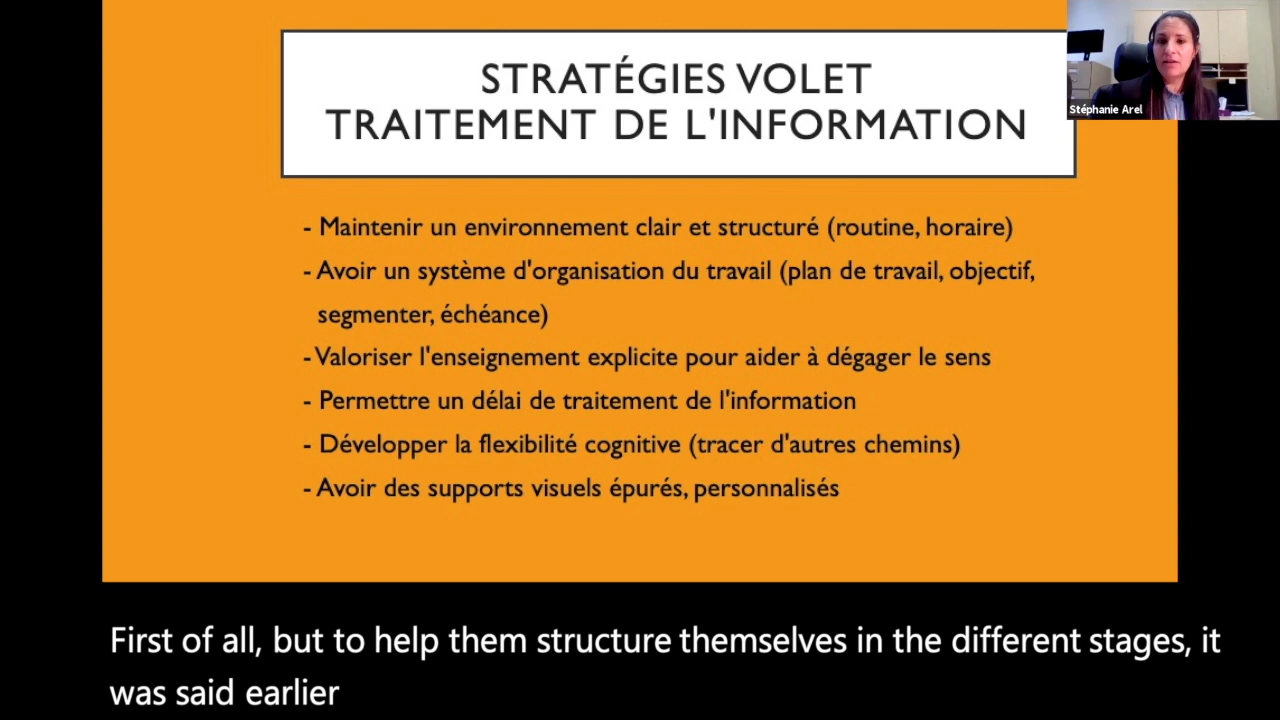 STRATÉGIES VOLET
TRAITEMENT DE L'INFORMATION
Stéphanie Arel
- Maintenir un environnement clair et structuré (routine, horaire)
- Avoir un système d'organisation du travail (plan de travail, objectif,
segmenter, échéance)
- Valoriser l'enseignement explicite pour aider à dégager le sens
- Permettre un délai de traitement de l'information
- Développer la flexibilité cognitive (tracer d'autres chemins)
- Avoir des supports visuels épurés, personnalisés
First of all, but to help them structure themselves in the different stages, it
was said earlier